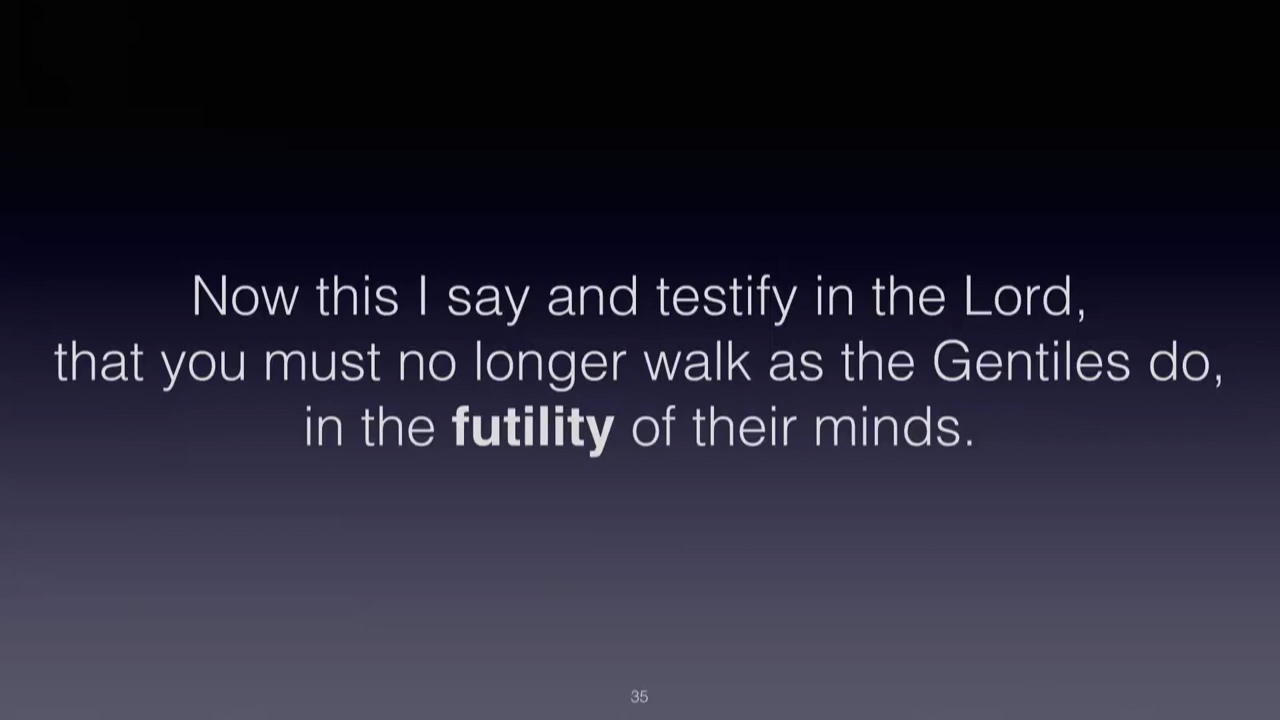 Now this I say and testify in the Lord,
that you must no longer walk as the Gentiles do,
in the futility of their minds.
35